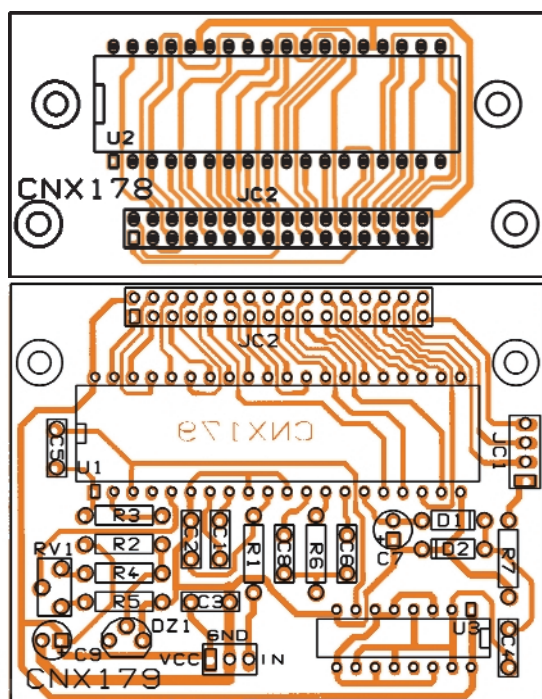 U2
CNX178
JC2
JC2
CNX179
JC1
C5
U1
R3
R2
C2
C1
R1
C8
R6
C6
C7
D1
D2
R7
RV1
R4
R5
C3
DZ1
GND
VCC
IN
U3
C4
C9
CNX179